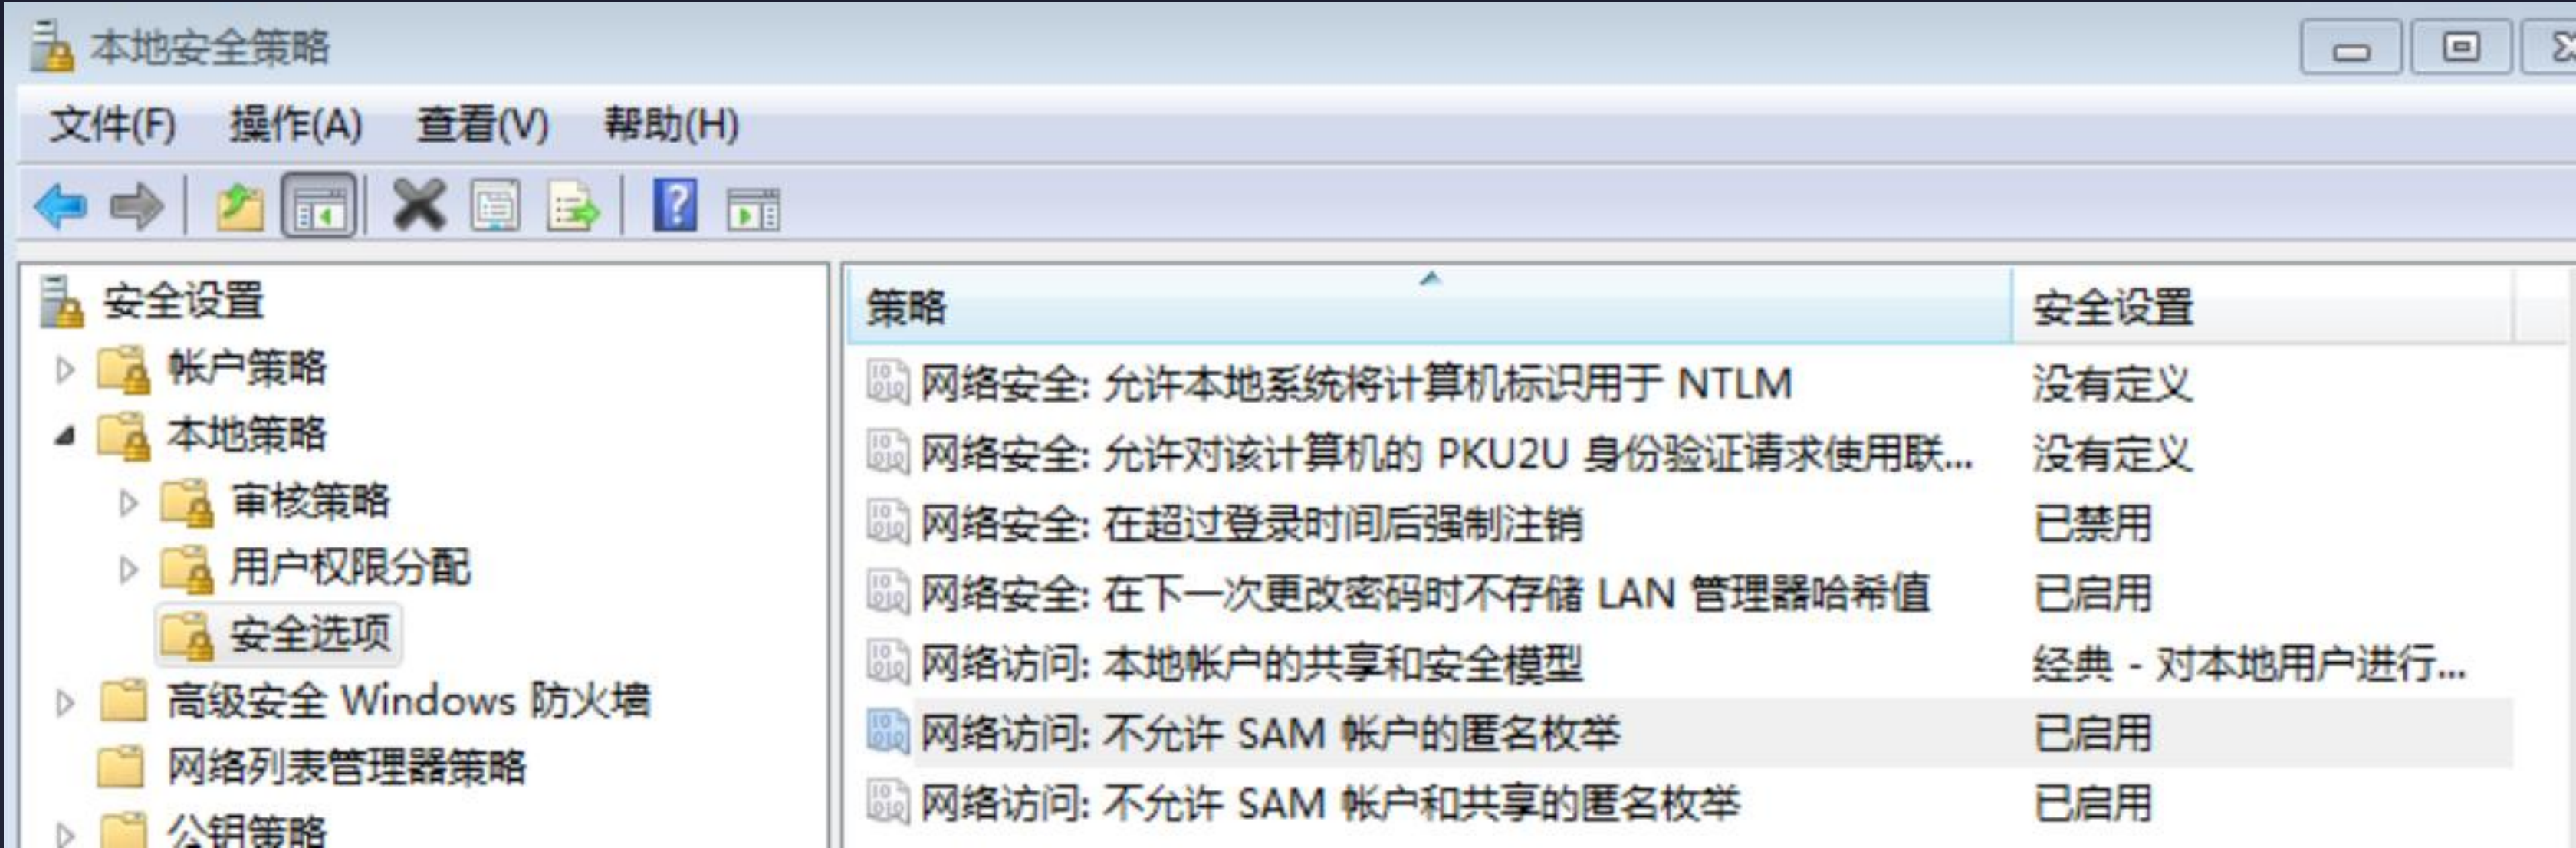 本地安全策略
文件(F) 操作(A) 查看(V) 帮助(H)
安全设置
帐户策略
本地策略
审核策略
用户权限分配
安全选项
高级安全 Windows 防火墙
网络列表管理器策略
公钥策略
策略 安全设置
网络安全: 允许本地系统将计算机标识用于 NTLM 没有定义
网络安全: 允许对该计算机的 PKU2U 身份验证请求使用联... 没有定义
网络安全: 在超过登录时间后强制注销 已禁用
网络安全: 在下一次更改密码时不存储 LAN 管理器哈希值 已启用
网络访问: 本地帐户的共享和安全模型 经典 - 对本地用户进行...
网络访问: 不允许 SAM 帐户的匿名枚举 已启用
网络访问: 不允许 SAM 帐户和共享的匿名枚举 已启用